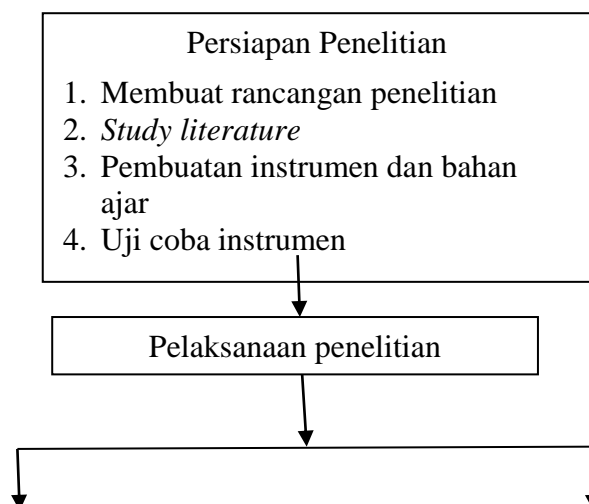 Persiapan Penelitian
1. Membuat rancangan penelitian
2. Study literature
3. Pembuatan instrumen dan bahan
ajar
4. Uji coba instrumen
Pelaksanaan penelitian